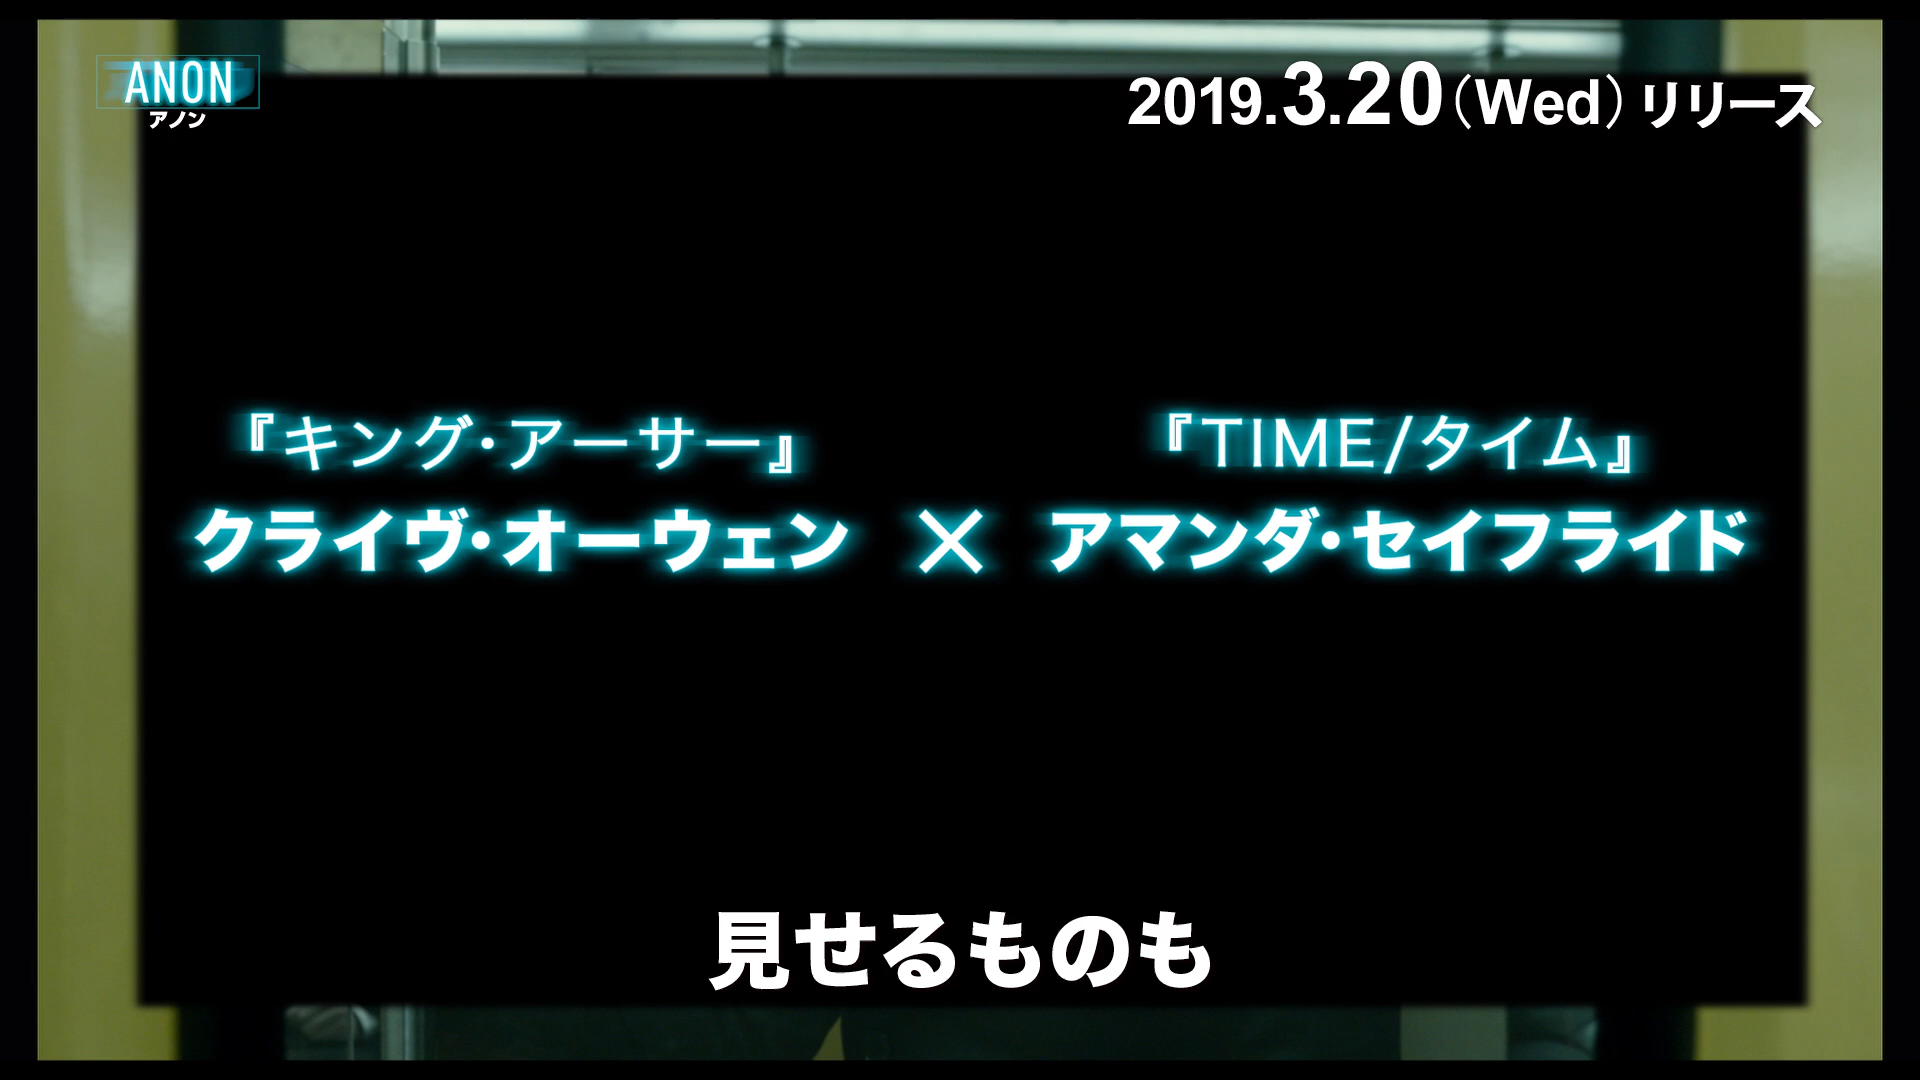 ANON
アノン
2019.3.20（Wed）リリース
『キング・アーサー』
『TIME/タイム』
クライヴ・オーウェン × アマンダ・セイフライド
見せるものも